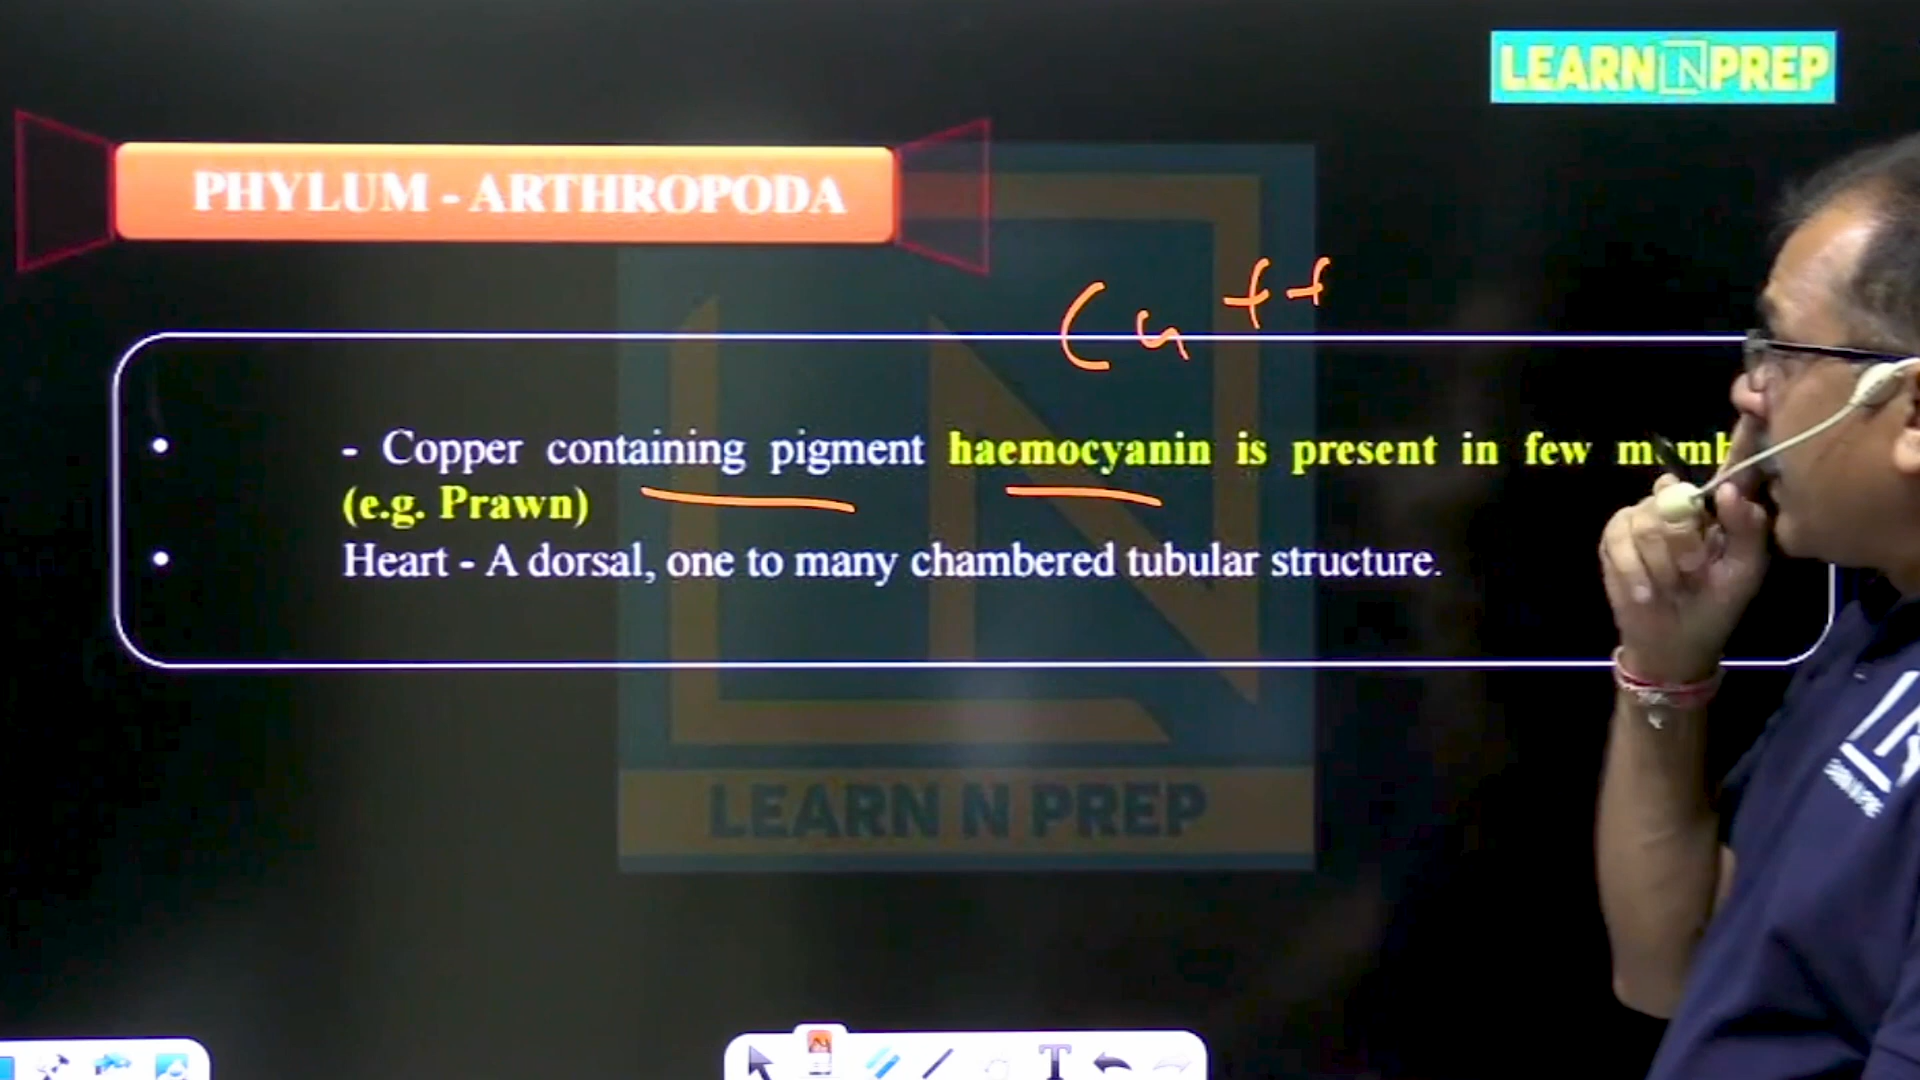 LEARN N PREP
PHYLUM - ARTHROPODA
Cu++
• - Copper containing pigment haemocyanin is present in few
(e.g. Prawn)
• Heart - A dorsal, one to many chambered tubular structure.
LEARN N PREP
T